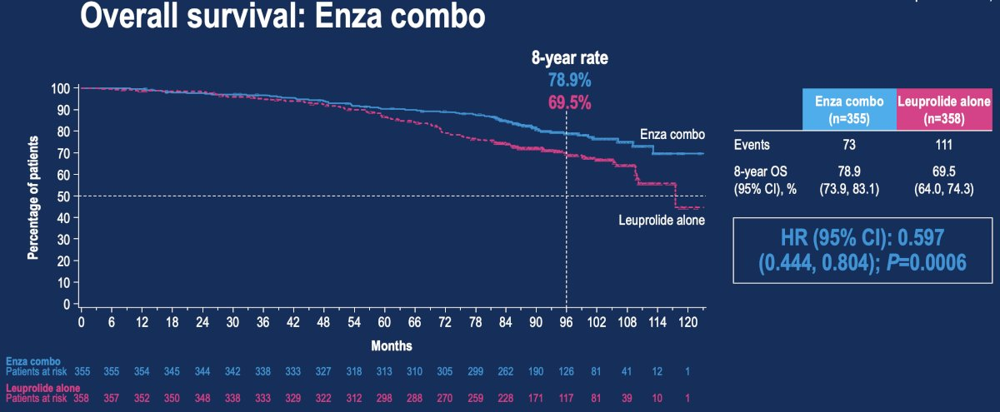 Overall survival: Enza combo
8-year rate
78.9%
69.5%
Percentage of patients
100
90
80
70
60
50
40
30
20
10
0
Enza combo
Leuprolide alone
0 6 12 18 24 30 36 42 48 54 60 66 72 78 84 90 96 102 108 114 120
Months
Enza combo
Patients at risk 355 355 354 345 344 342 338 333 327 318 313 310 305 299 262 190 126 81 41 12 1
Leuprolide alone
Patients at risk 358 357 352 350 348 338 333 329 322 312 298 288 270 259 228 171 117 81 39 10 1
Enza combo Leuprolide alone
(n=355) (n=358)
Events 73 111
8-year OS 78.9 69.5
(95% CI), % (73.9, 83.1) (64.0, 74.3)
HR (95% CI): 0.597
(0.444, 0.804); P=0.0006